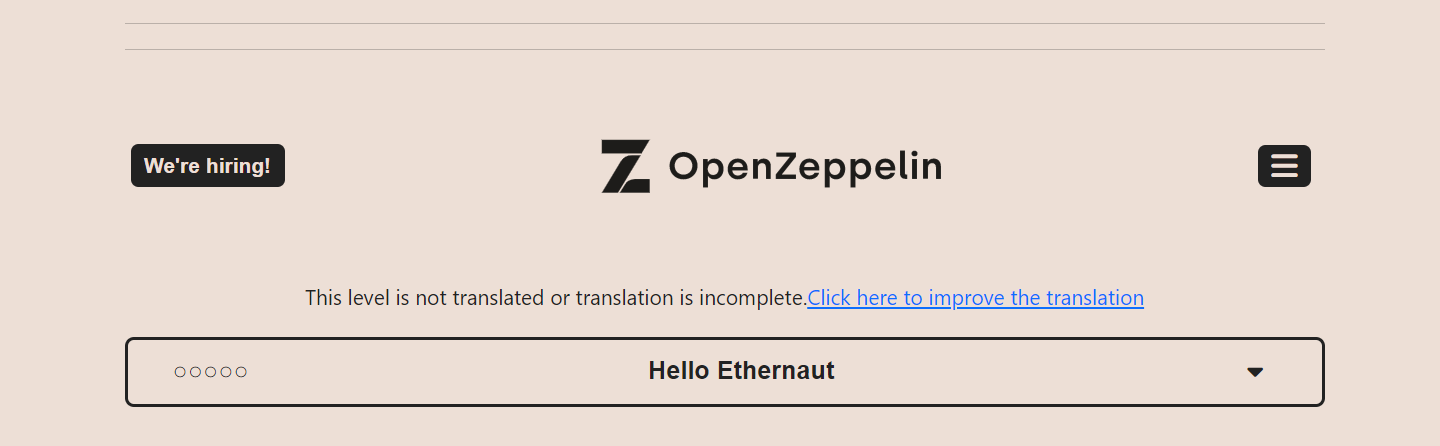 We're hiring!
OpenZeppelin
This level is not translated or translation is incomplete.Click here to improve the translation
Hello Ethernaut